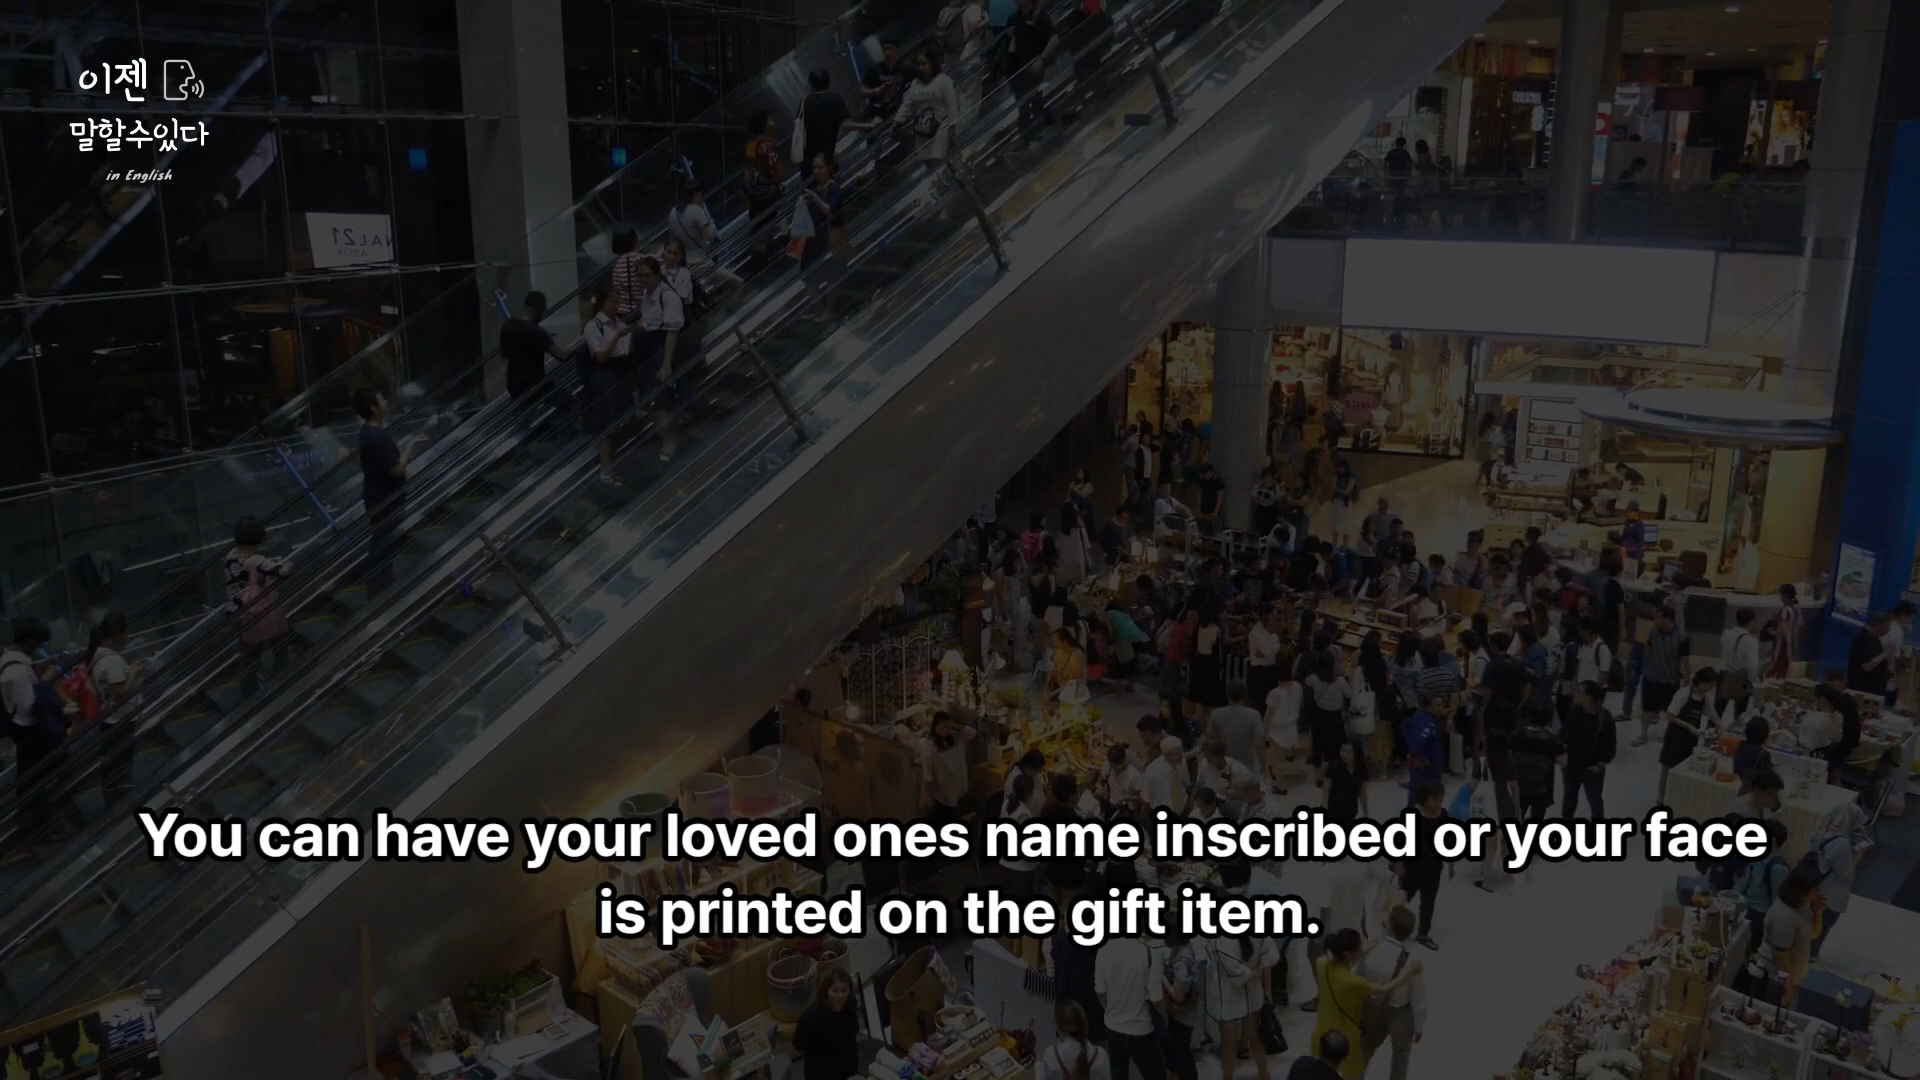 이젠
말할수있다
in English
You can have your loved ones name inscribed or your face
is printed on the gift item.